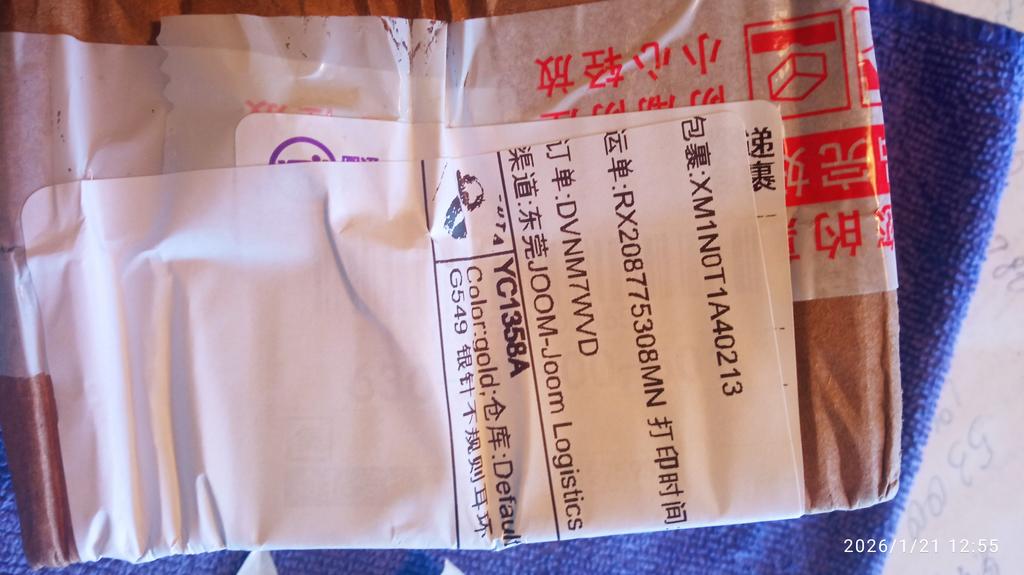 包裹:XM1N0T1A40213
运单:RX208775308MN 打印时间
订单:DVNM7WWD
渠道:东莞JOOM-Joom Logistics
YC1358A
Color:gold;仓库:Defaul
G549 银针不规则耳环
小心轻放
的
2026/1/21 12:55